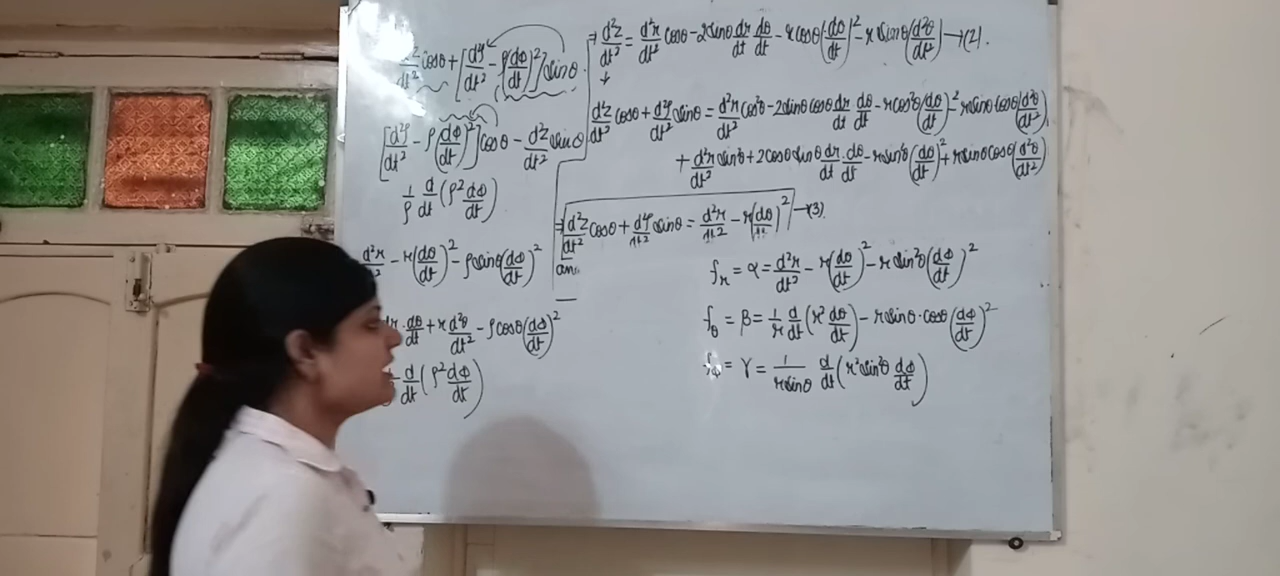 d²z/dt² cosθ + [d²ρ/dt² - ρ(dφ/dt)²] sinθ
[d²ρ/dt² - ρ(dφ/dt)²] cosθ - d²z/dt² sinθ
1/ρ d/dt (ρ² dφ/dt)
d²r/dt² - r(dθ/dt)² - ρ sinθ (dφ/dt)²
dr/dt · dθ/dt + r d²θ/dt² - ρ cosθ (dφ/dt)²
d/dt (ρ² dφ/dt)
⇒ d²z/dt² = d²r/dt² cosθ - 2 sinθ dr/dt dθ/dt - r cosθ (dθ/dt)² - r sinθ (d²θ/dt²) → (2).
d²z/dt² cosθ + d²ρ/dt² sinθ = d²r/dt² cos²θ - 2 sinθ cosθ dr/dt dθ/dt - r cos²θ (dθ/dt)² - r sinθ cosθ (d²θ/dt²)
+ d²r/dt² sin²θ + 2 cosθ sinθ dr/dt · dθ/dt - r sin²θ (dθ/dt)² + r sinθ cosθ (d²θ/dt²)
⇒ d²z/dt² cosθ + d²ρ/dt² sinθ = d²r/dt² - r(dθ/dt)² → (3).
f_r = α = d²r/dt² - r(dθ/dt)² - r sin²θ (dφ/dt)²
f_θ = β = 1/r d/dt (r² dθ/dt) - r sinθ · cosθ (dφ/dt)²
f_φ = γ = 1/(r sinθ) d/dt (r² sin²θ dφ/dt)